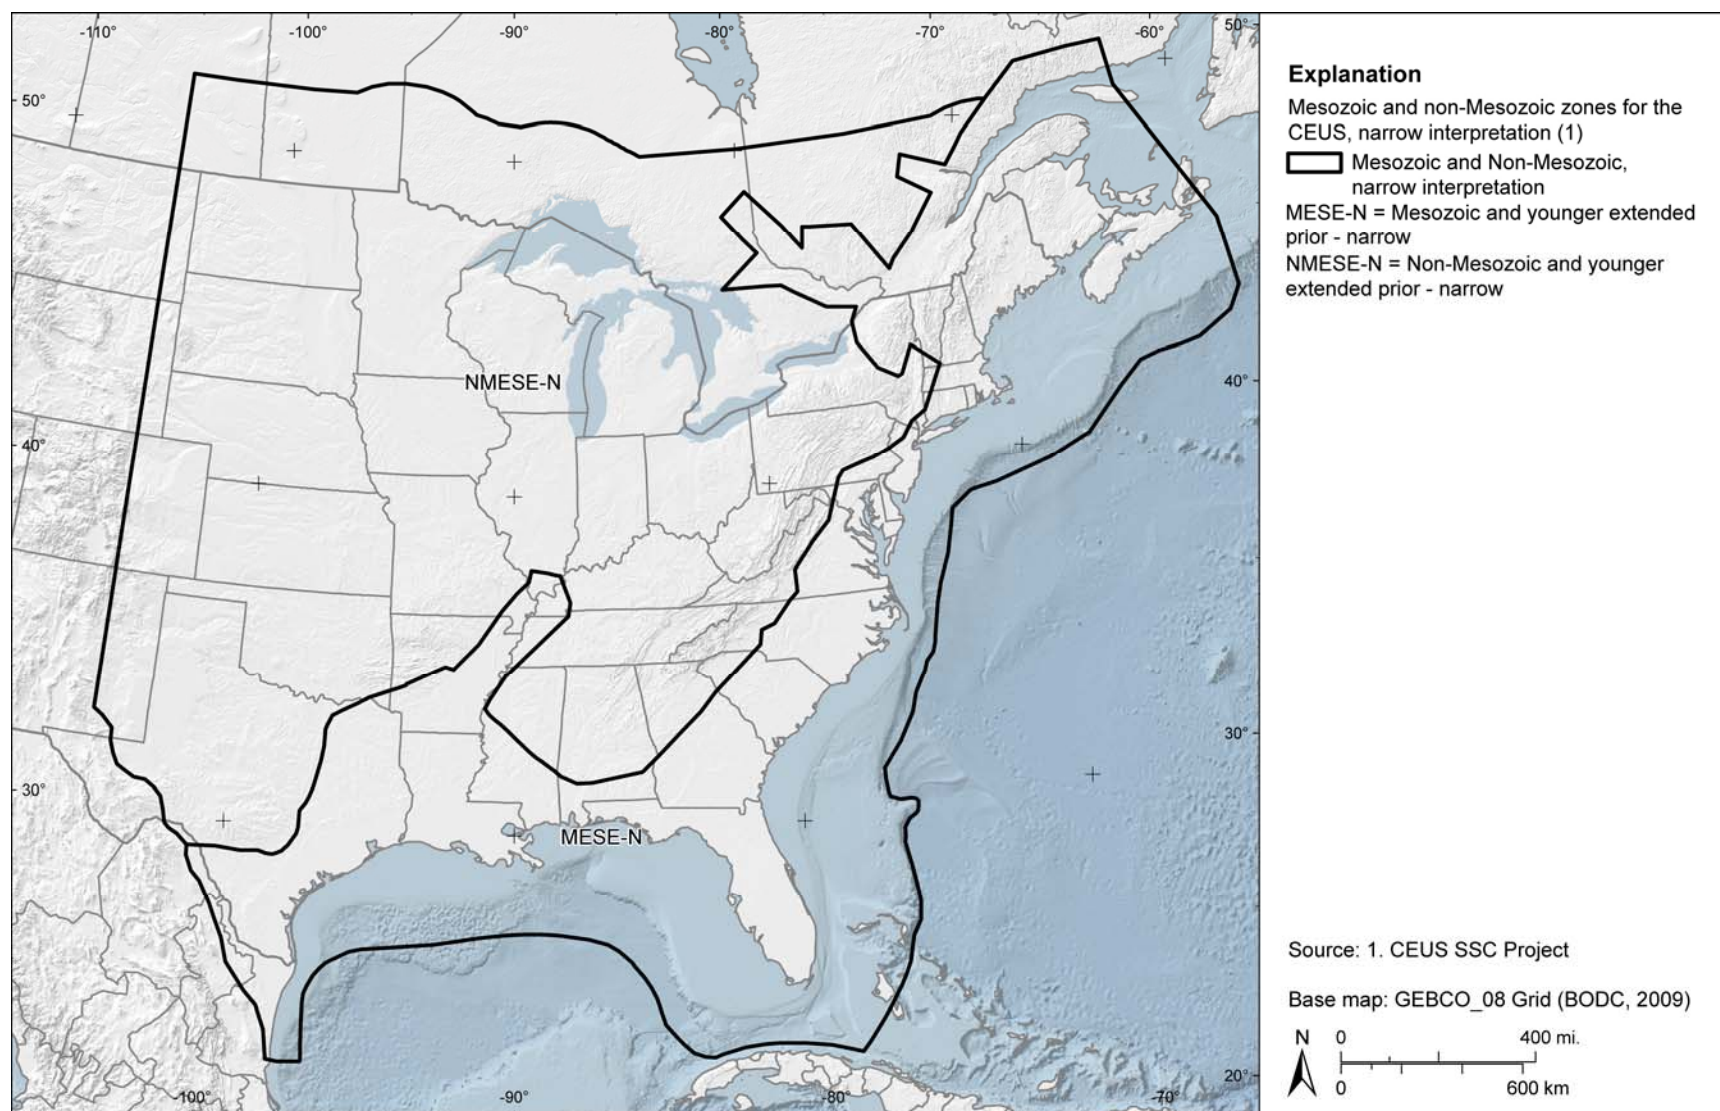 -110°
-100°
-90°
-80°
-70°
-60°
50°
50°
40°
40°
30°
30°
20°
-100°
-90°
-80°
-70°
NMESE-N
MESE-N
Explanation
Mesozoic and non-Mesozoic zones for the
CEUS, narrow interpretation (1)
Mesozoic and Non-Mesozoic,
narrow interpretation
MESE-N = Mesozoic and younger extended
prior - narrow
NMESE-N = Non-Mesozoic and younger
extended prior - narrow
Source: 1. CEUS SSC Project
Base map: GEBCO_08 Grid (BODC, 2009)
N
0 400 mi.
0 600 km